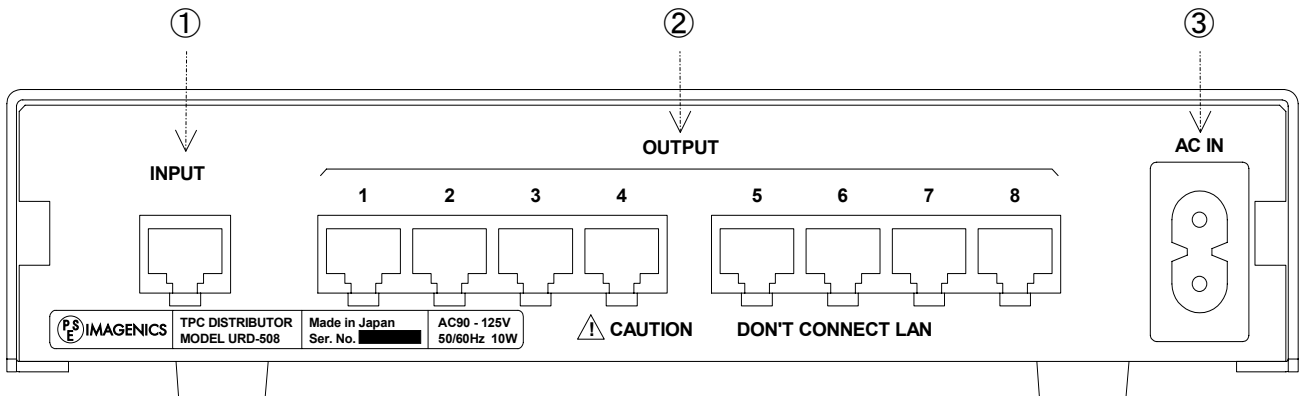 ① ② ③
OUTPUT AC IN
INPUT
1 2 3 4 5 6 7 8
PSE IMAGENICS
TPC DISTRIBUTOR
MODEL URD-508
Made in Japan
Ser. No.
AC90 - 125V
50/60Hz 10W
CAUTION DON'T CONNECT LAN